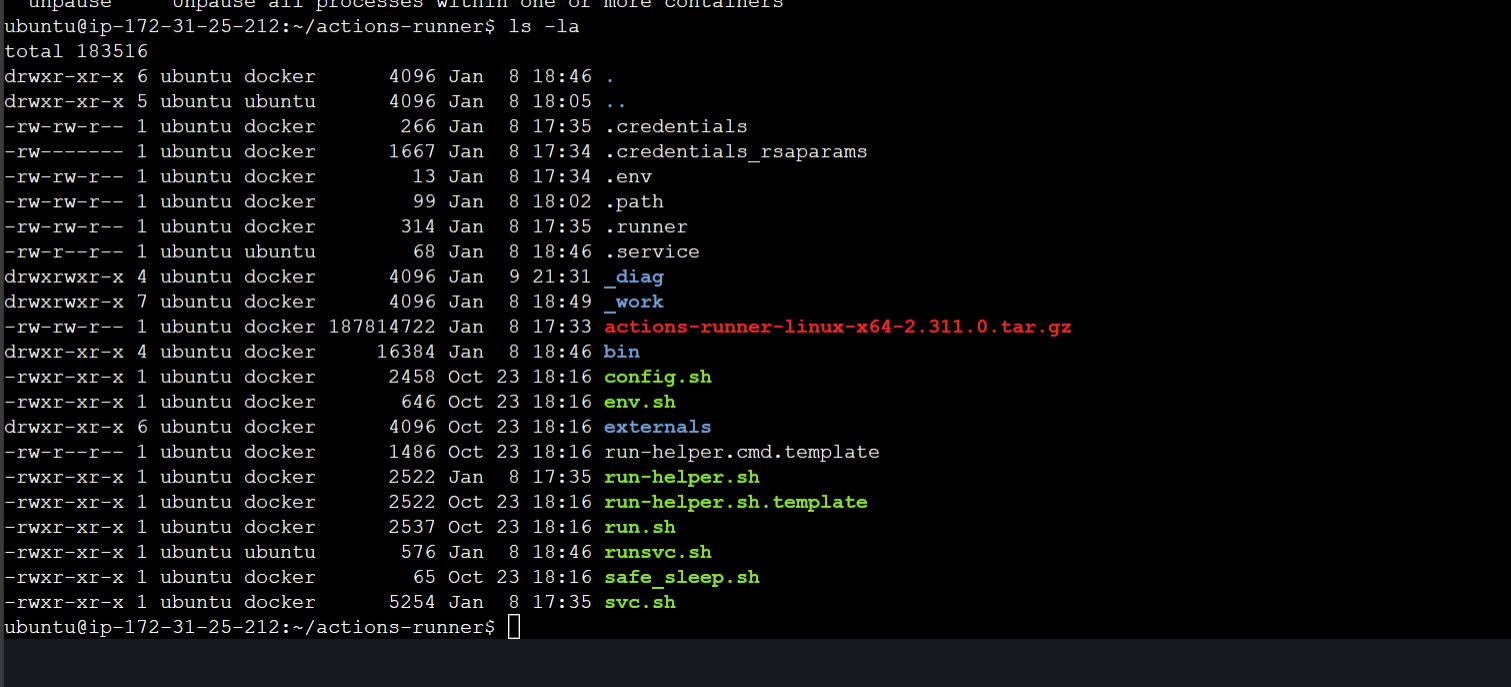 unpause     Unpause all processes within one or more containers
ubuntu@ip-172-31-25-212:~/actions-runner$ ls -la
total 183516
drwxr-xr-x 6 ubuntu docker      4096 Jan  8 18:46 .
drwxr-xr-x 5 ubuntu ubuntu      4096 Jan  8 18:05 ..
-rw-rw-r-- 1 ubuntu docker       266 Jan  8 17:35 .credentials
-rw------- 1 ubuntu docker      1667 Jan  8 17:34 .credentials_rsaparams
-rw-rw-r-- 1 ubuntu docker        13 Jan  8 17:34 .env
-rw-rw-r-- 1 ubuntu docker        99 Jan  8 18:02 .path
-rw-rw-r-- 1 ubuntu docker       314 Jan  8 17:35 .runner
-rw-r--r-- 1 ubuntu ubuntu        68 Jan  8 18:46 .service
drwxrwxr-x 4 ubuntu docker      4096 Jan  9 21:31 _diag
drwxrwxr-x 7 ubuntu docker      4096 Jan  8 18:49 _work
-rw-rw-r-- 1 ubuntu docker 187814722 Jan  8 17:33 actions-runner-linux-x64-2.311.0.tar.gz
drwxr-xr-x 4 ubuntu docker     16384 Jan  8 18:46 bin
-rwxr-xr-x 1 ubuntu docker      2458 Oct 23 18:16 config.sh
-rwxr-xr-x 1 ubuntu docker       646 Oct 23 18:16 env.sh
drwxr-xr-x 6 ubuntu docker      4096 Oct 23 18:16 externals
-rw-r--r-- 1 ubuntu docker      1486 Oct 23 18:16 run-helper.cmd.template
-rwxr-xr-x 1 ubuntu docker      2522 Jan  8 17:35 run-helper.sh
-rwxr-xr-x 1 ubuntu docker      2522 Oct 23 18:16 run-helper.sh.template
-rwxr-xr-x 1 ubuntu docker      2537 Oct 23 18:16 run.sh
-rwxr-xr-x 1 ubuntu ubuntu       576 Jan  8 18:46 runsvc.sh
-rwxr-xr-x 1 ubuntu docker        65 Oct 23 18:16 safe_sleep.sh
-rwxr-xr-x 1 ubuntu docker      5254 Jan  8 17:35 svc.sh
ubuntu@ip-172-31-25-212:~/actions-runner$